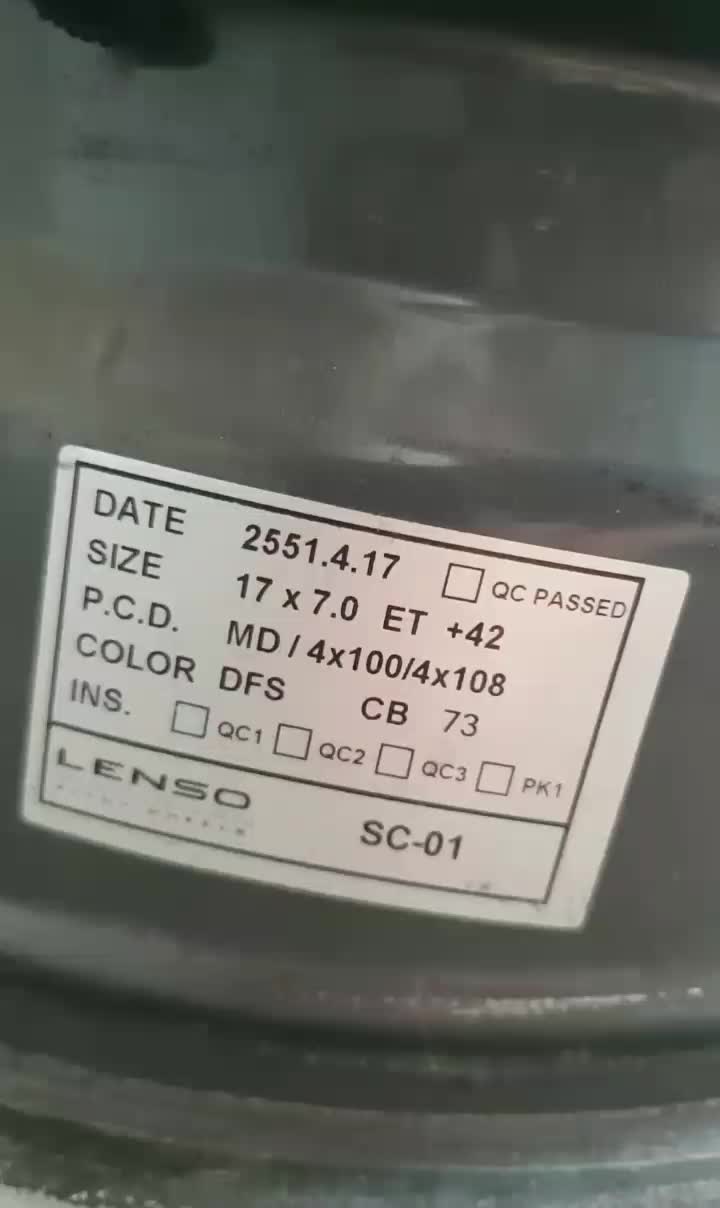 DATE 2551.4.17 QC PASSED
SIZE 17 x 7.0 ET +42
P.C.D. MD / 4x100/4x108
COLOR DFS CB 73
INS. QC1 QC2 QC3 PK1
LENSO
SC-01